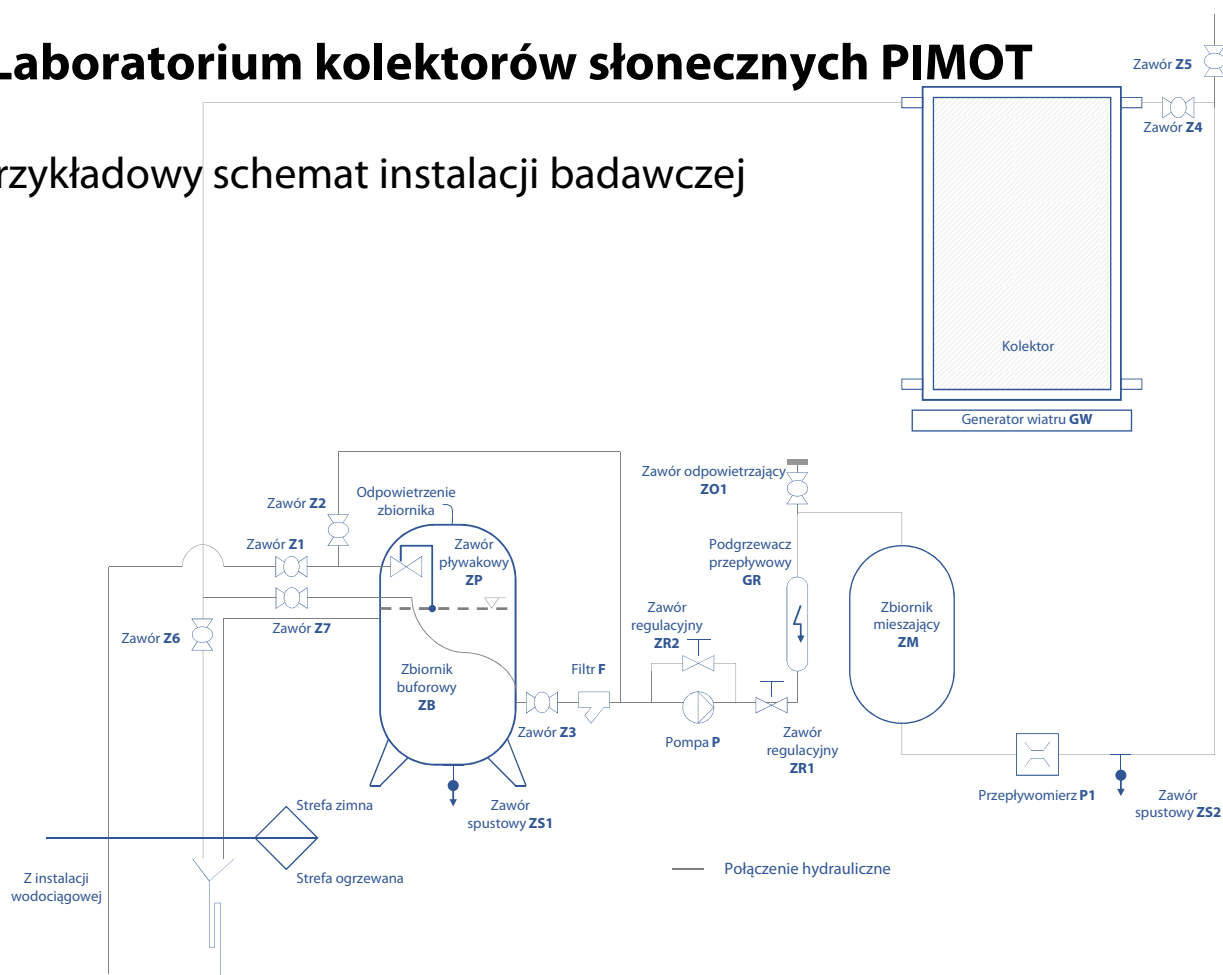 Laboratorium kolektorów słonecznych PIMOT
rzykładowy schemat instalacji badawczej
Zawór Z5
Zawór Z4
Kolektor
Generator wiatru GW
Zawór odpowietrzający
ZO1
Zawór Z2
Odpowietrzenie
zbiornika
Zawór Z1
Zawór
pływakowy
ZP
Podgrzewacz
przepływowy
GR
Zawór Z6
Zawór Z7
Zawór
regulacyjny
ZR2
Zbiornik
mieszający
ZM
Zbiornik
buforowy
ZB
Filtr F
Zawór Z3
Pompa P
Zawór
regulacyjny
ZR1
Przepływomierz P1
Zawór
spustowy ZS2
Strefa zimna
Zawór
spustowy ZS1
Z instalacji
wodociągowej
Strefa ogrzewana
Połączenie hydrauliczne